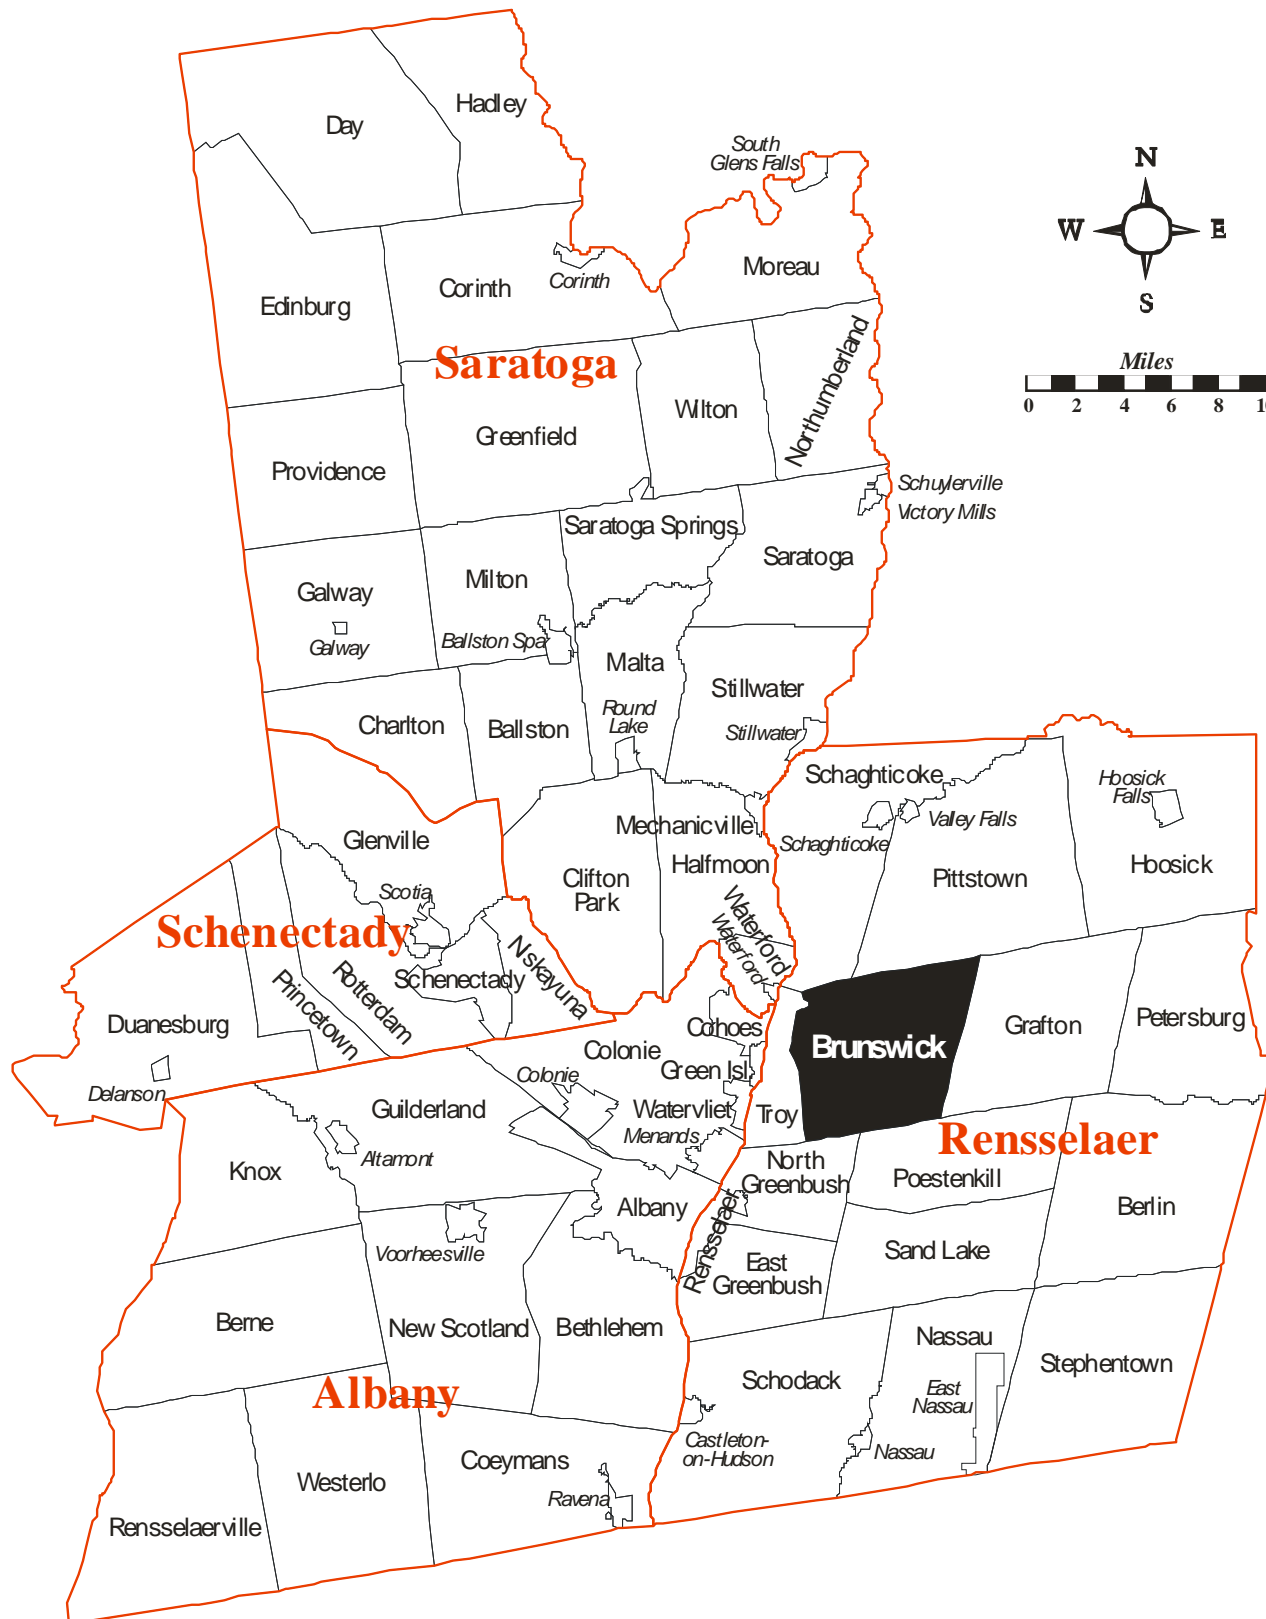 Hadley
Day
South
Glens Falls
N
W
E
S
Moreau
Corinth
Corinth
Edinburg
Saratoga
Northumberland
Miles
0 2 4 6 8 10
Wilton
Greenfield
Providence
Schuylerville
Victory Mills
Saratoga Springs
Saratoga
Milton
Galway
Galway
Ballston Spa
Malta
Stillwater
Round
Lake
Stillwater
Charlton
Ballston
Schaghticoke
Hoosick
Falls
Valley Falls
Schaghticoke
Mechanicville
Halfmoon
Glenville
Scotia
Clifton
Park
Pittstown
Hoosick
Waterford
Waterford
Schenectady
Schenectady
Niskayuna
Rotterdam
Princetown
Duanesburg
Delanson
Cohoes
Colonie
Green Isl.
Colonie
Watervliet
Menands
Troy
Brunswick
Grafton
Petersburg
Rensselaer
Guilderland
Altamont
Knox
North
Greenbush
Poestenkill
Berlin
Albany
Rensselaer
Voorheesville
Sand Lake
East
Greenbush
Berne
New Scotland
Bethlehem
Nassau
Stephentown
Albany
Schodack
East
Nassau
Castleton-
on-Hudson
Nassau
Coeymans
Westerlo
Ravena
Rensselaerville